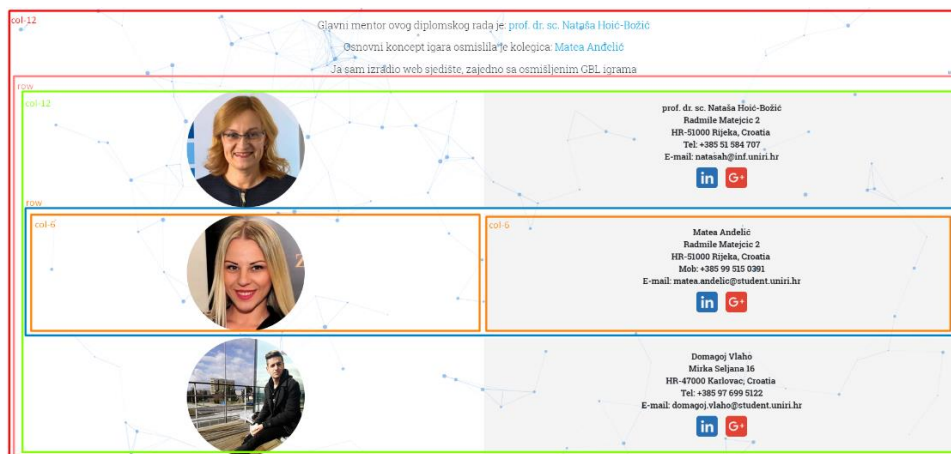 col-12
Glavni mentor ovog diplomskog rada je: prof. dr. sc. Nataša Hoić-Božić
Osnovni koncept igara osmislila je kolegica: Matea Anđelić
Ja sam izradio web sjedište, zajedno sa osmišljenim GBL igrama
row
col-12
prof. dr. sc. Nataša Hoić-Božić
Radmile Matejcic 2
HR-51000 Rijeka, Croatia
Tel: +385 51 584 707
E-mail: natasah@inf.uniri.hr
in G+
row
col-6
col-6
Matea Anđelić
Radmile Matejcic 2
HR-51000 Rijeka, Croatia
Mob: +385 99 515 0391
E-mail: matea.andelic@student.uniri.hr
in G+
Domagoj Vlaho
Mirka Seljana 16
HR-47000 Karlovac, Croatia
Tel: +385 97 699 5122
E-mail: domagoj.vlaho@student.uniri.hr
in G+